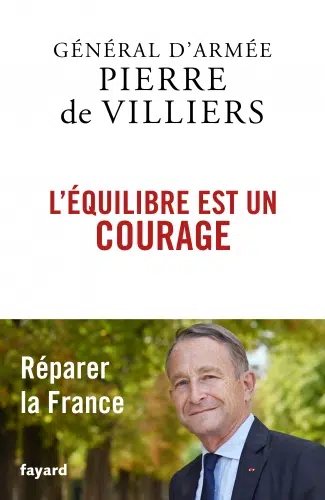 GÉNÉRAL D'ARMÉE
PIERRE
de VILLIERS
L'ÉQUILIBRE EST UN
COURAGE
Réparer
la France
fayard